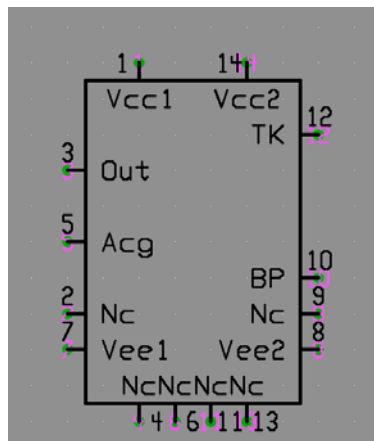 1 14
Vcc1 Vcc2
12
TK
3
Out
5
Acg
10
BP
2 9
Nc Nc
7 8
Vee1 Vee2
NcNcNcNc
4 6 11 13